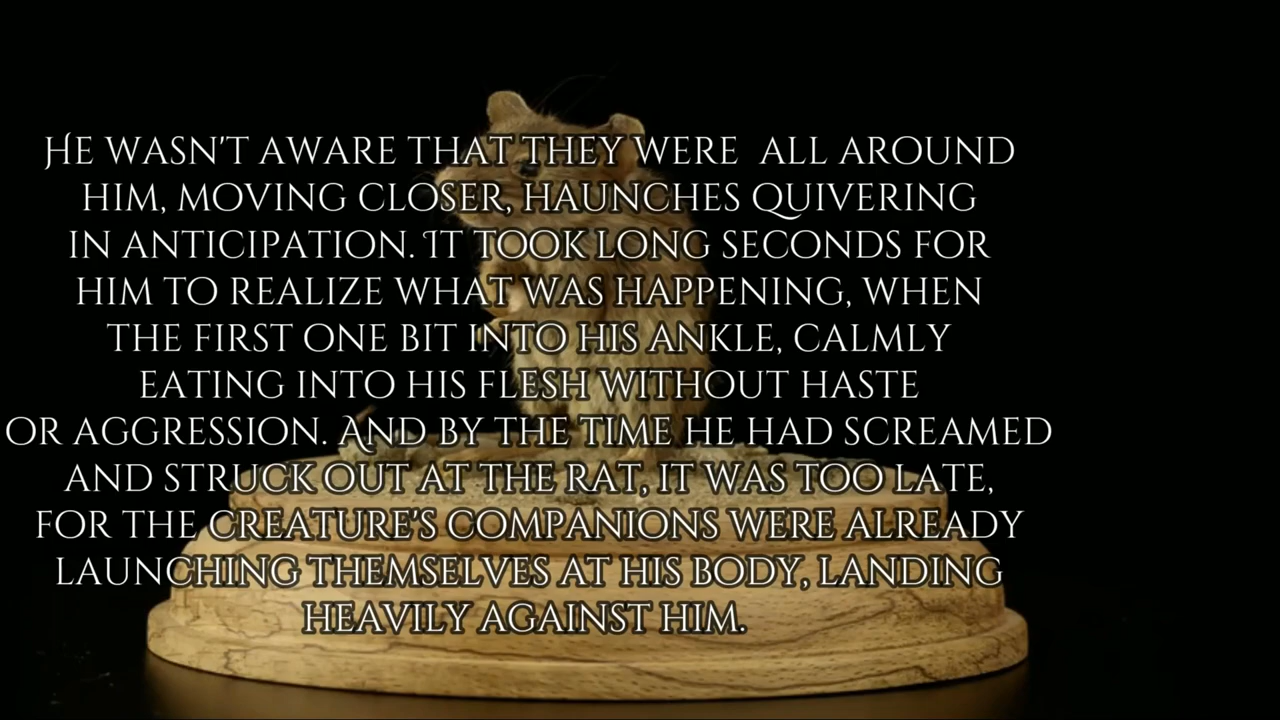 He wasn't aware that they were  all around
him, moving closer, haunches quivering
in anticipation. It took long seconds for
him to realize what was happening, when
the first one bit into his ankle, calmly
eating into his flesh without haste
or aggression. And by the time he had screamed
and struck out at the rat, it was too late,
for the creature's companions were already
launching themselves at his body, landing
heavily against him.